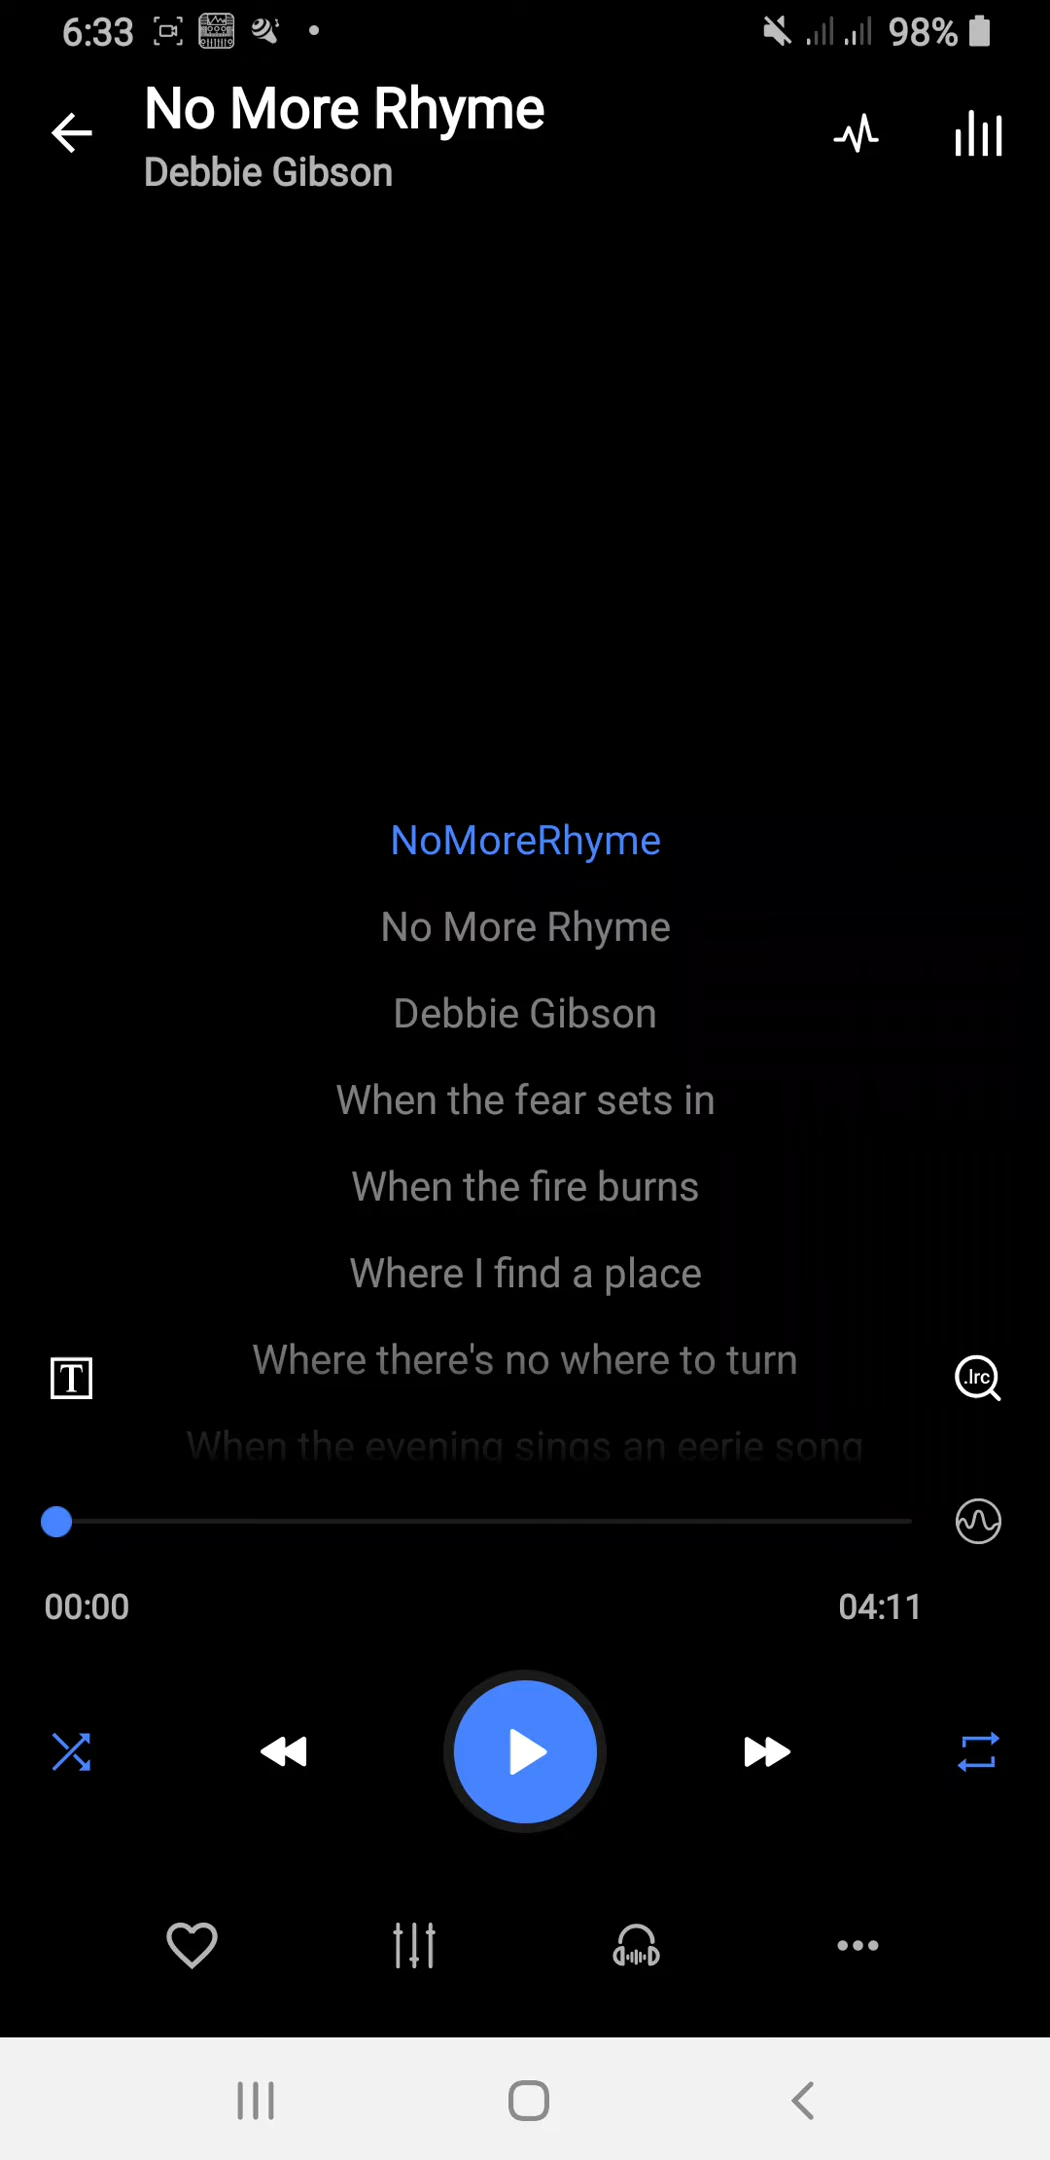 6:33
98%
No More Rhyme
Debbie Gibson
NoMoreRhyme
No More Rhyme
Debbie Gibson
When the fear sets in
When the fire burns
Where I find a place
Where there's no where to turn
T
.lrc
When the evening sings an eerie song
00:00
04:11